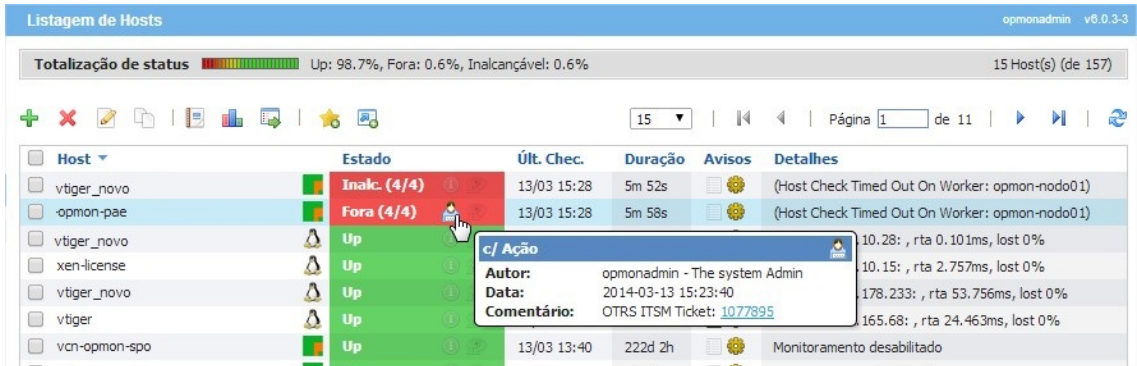 Listagem de Hosts opmonadmin v6.0.3-3
Totalização de status Up: 98.7%, Fora: 0.6%, Inalcançável: 0.6% 15 Host(s) (de 157)
15 Página 1 de 11
Host Estado Últ. Chec. Duração Avisos Detalhes
vtiger_novo Inalc. (4/4) 13/03 15:28 5m 52s (Host Check Timed Out On Worker: opmon-nodo01)
-opmon-pae Fora (4/4) 13/03 15:28 5m 58s (Host Check Timed Out On Worker: opmon-nodo01)
vtiger_novo Up 10.28: , rta 0.101ms, lost 0%
xen-license Up 10.15: , rta 2.757ms, lost 0%
vtiger_novo Up .178.233: , rta 53.756ms, lost 0%
vtiger Up .165.68: , rta 24.463ms, lost 0%
vcn-opmon-spo Up 13/03 13:40 222d 2h Monitoramento desabilitado
c/ Ação
Autor: opmonadmin - The system Admin
Data: 2014-03-13 15:23:40
Comentário: OTRS ITSM Ticket: 1077895